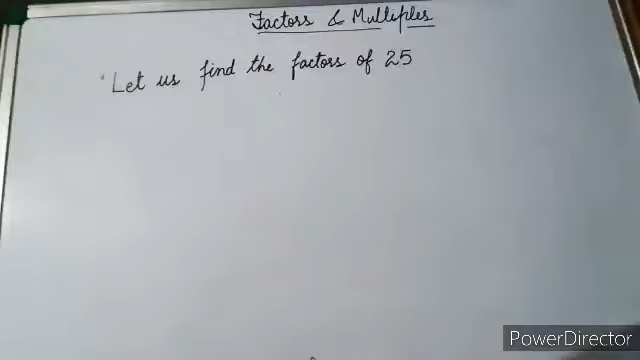 Factors & Multiples
Let us find the factors of 25
PowerDirector